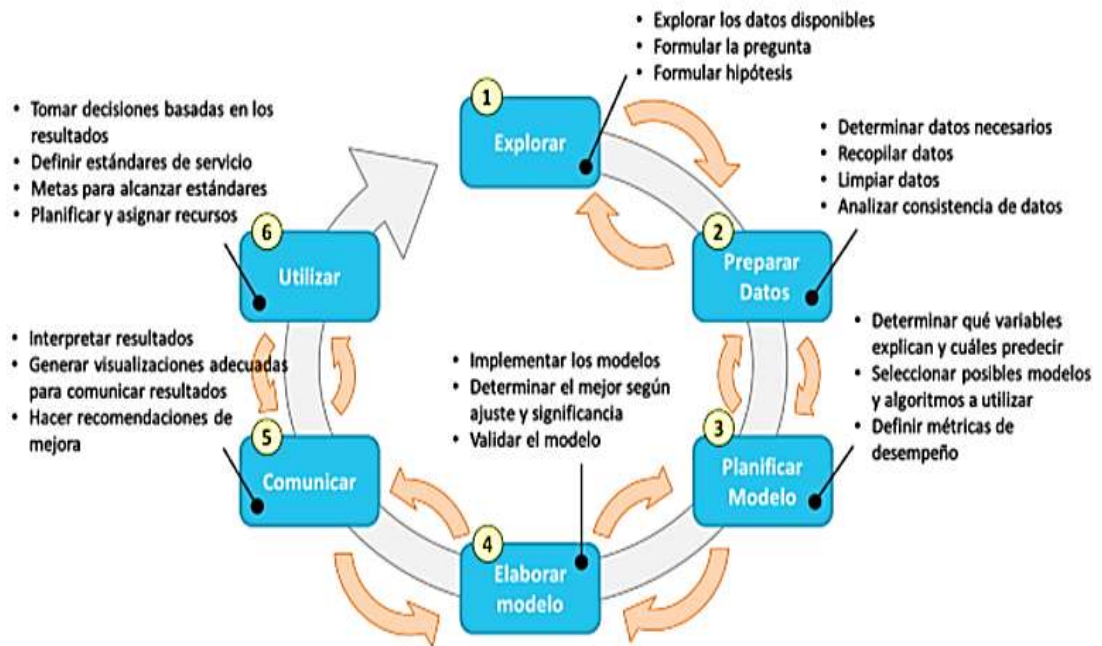 1
Explorar
• Explorar los datos disponibles
• Formular la pregunta
• Formular hipótesis
2
Preparar
Datos
• Determinar datos necesarios
• Recopilar datos
• Limpiar datos
• Analizar consistencia de datos
3
Planificar
Modelo
• Determinar qué variables
explican y cuáles predecir
• Seleccionar posibles modelos
y algoritmos a utilizar
• Definir métricas de
desempeño
4
Elaborar
modelo
• Implementar los modelos
• Determinar el mejor según
ajuste y significancia
• Validar el modelo
5
Comunicar
• Interpretar resultados
• Generar visualizaciones adecuadas
para comunicar resultados
• Hacer recomendaciones de
mejora
6
Utilizar
• Tomar decisiones basadas en los
resultados
• Definir estándares de servicio
• Metas para alcanzar estándares
• Planificar y asignar recursos